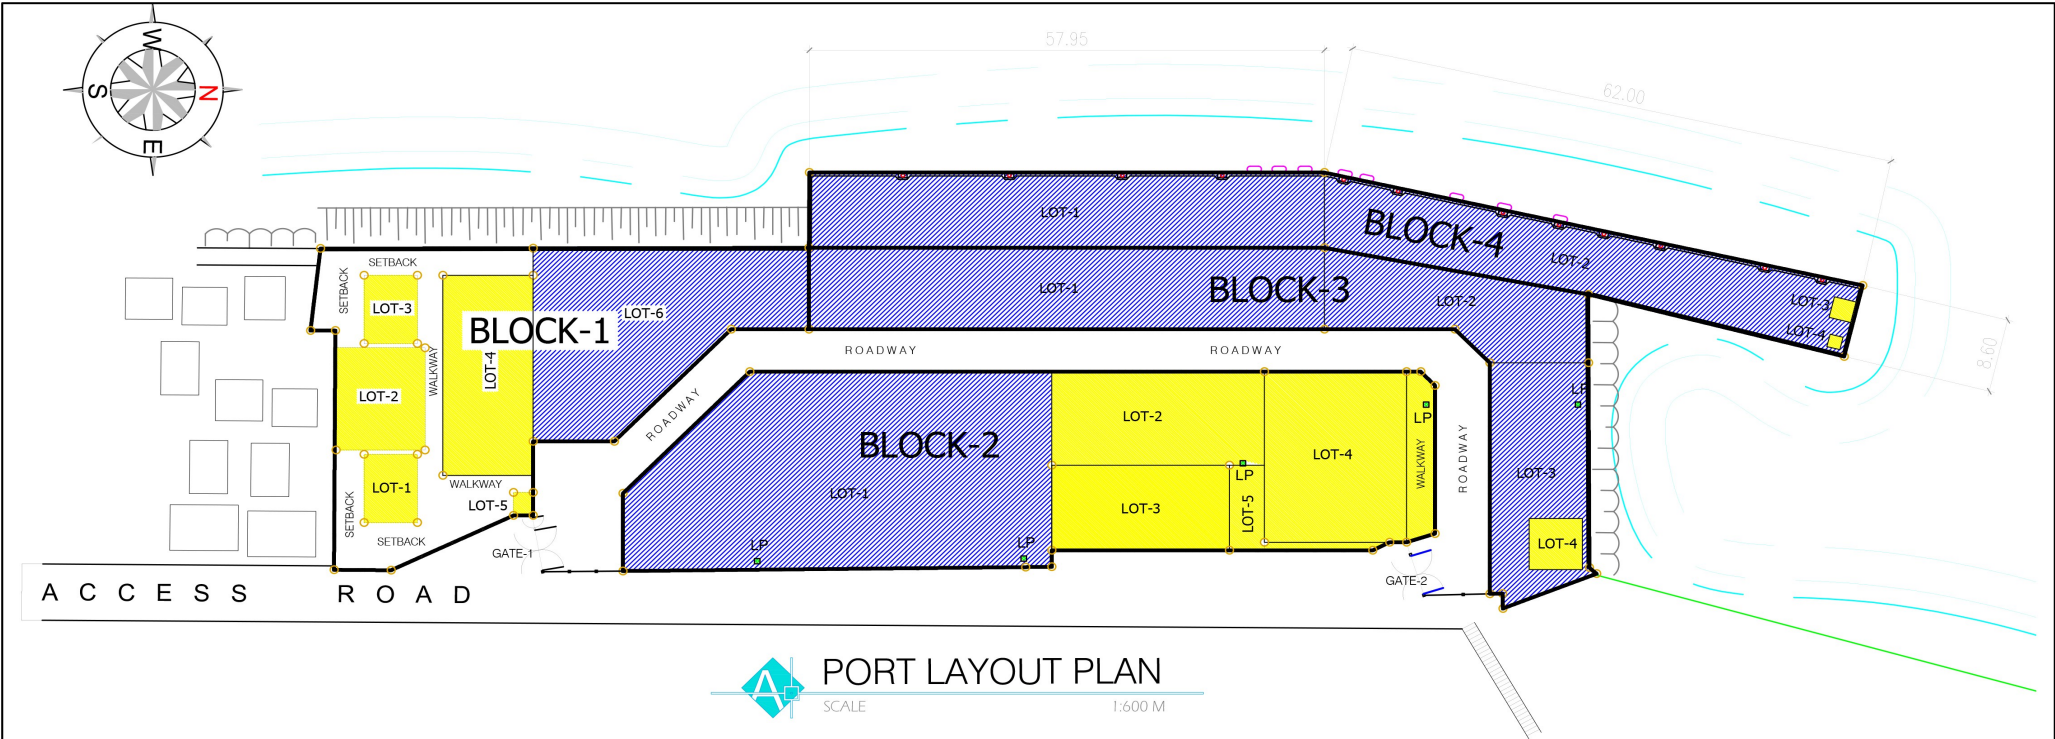 W
S
N
E
57.95
62.00
8.60
LOT-1
BLOCK-4
LOT-2
LOT-3
LOT-4
SETBACK
SETBACK
LOT-3
BLOCK-1
LOT-6
LOT-4
WALKWAY
LOT-2
LOT-1
SETBACK
SETBACK
WALKWAY
LOT-5
GATE-1
LOT-1
BLOCK-3
LOT-2
ROADWAY
ROADWAY
ROADWAY
ROADWAY
BLOCK-2
LOT-1
LP
LP
LOT-2
LOT-3
LP
LOT-5
LOT-4
LP
WALKWAY
LP
LOT-3
LOT-4
GATE-2
ACCESS ROAD
A
PORT LAYOUT PLAN
SCALE 1:600 M